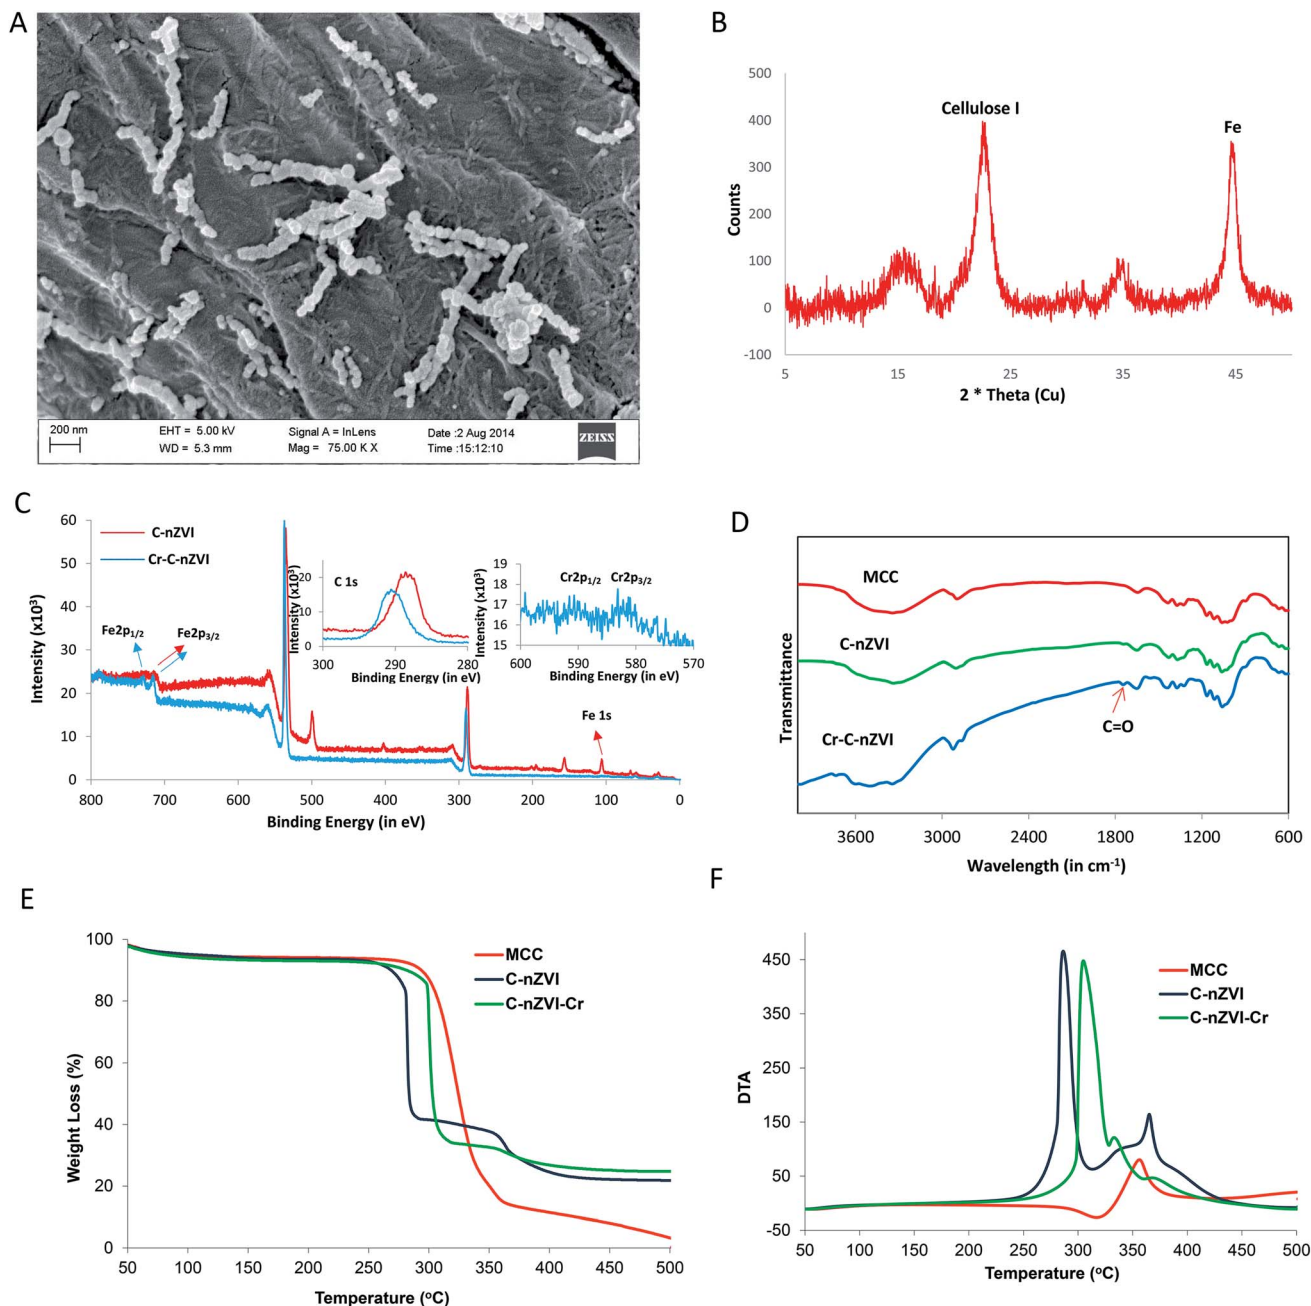 A
200 nm
EHT = 5.00 kV
Signal A = InLens
Date :2 Aug 2014
WD = 5.3 mm
Mag = 75.00 K X
Time :15:12:10
ZEISS
B
500
400
300
200
100
0
-100
Counts
Cellulose I
Fe
5
15
25
35
45
2 * Theta (Cu)
C
60
50
40
30
20
10
0
Intensity (x10³)
C-nZVI
Cr-C-nZVI
Fe2p1/2
Fe2p3/2
Fe 1s
800
700
600
500
400
300
200
100
0
Binding Energy (in eV)
C 1s
Intensity (x10³)
20
10
0
300
290
280
Binding Energy (in eV)
Cr2p1/2
Cr2p3/2
Intensity (x10³)
19
18
17
16
15
600
590
580
570
Binding Energy (in eV)
D
Transmittance
MCC
C-nZVI
Cr-C-nZVI
C=O
3600
3000
2400
1800
1200
600
Wavelength (in cm⁻¹)
E
100
80
60
40
20
0
Weight Loss (%)
MCC
C-nZVI
C-nZVI-Cr
50
100
150
200
250
300
350
400
450
500
Temperature (ᵒC)
F
450
350
250
150
50
-50
DTA
MCC
C-nZVI
C-nZVI-Cr
50
100
150
200
250
300
350
400
450
500
Temperature (ᵒC)